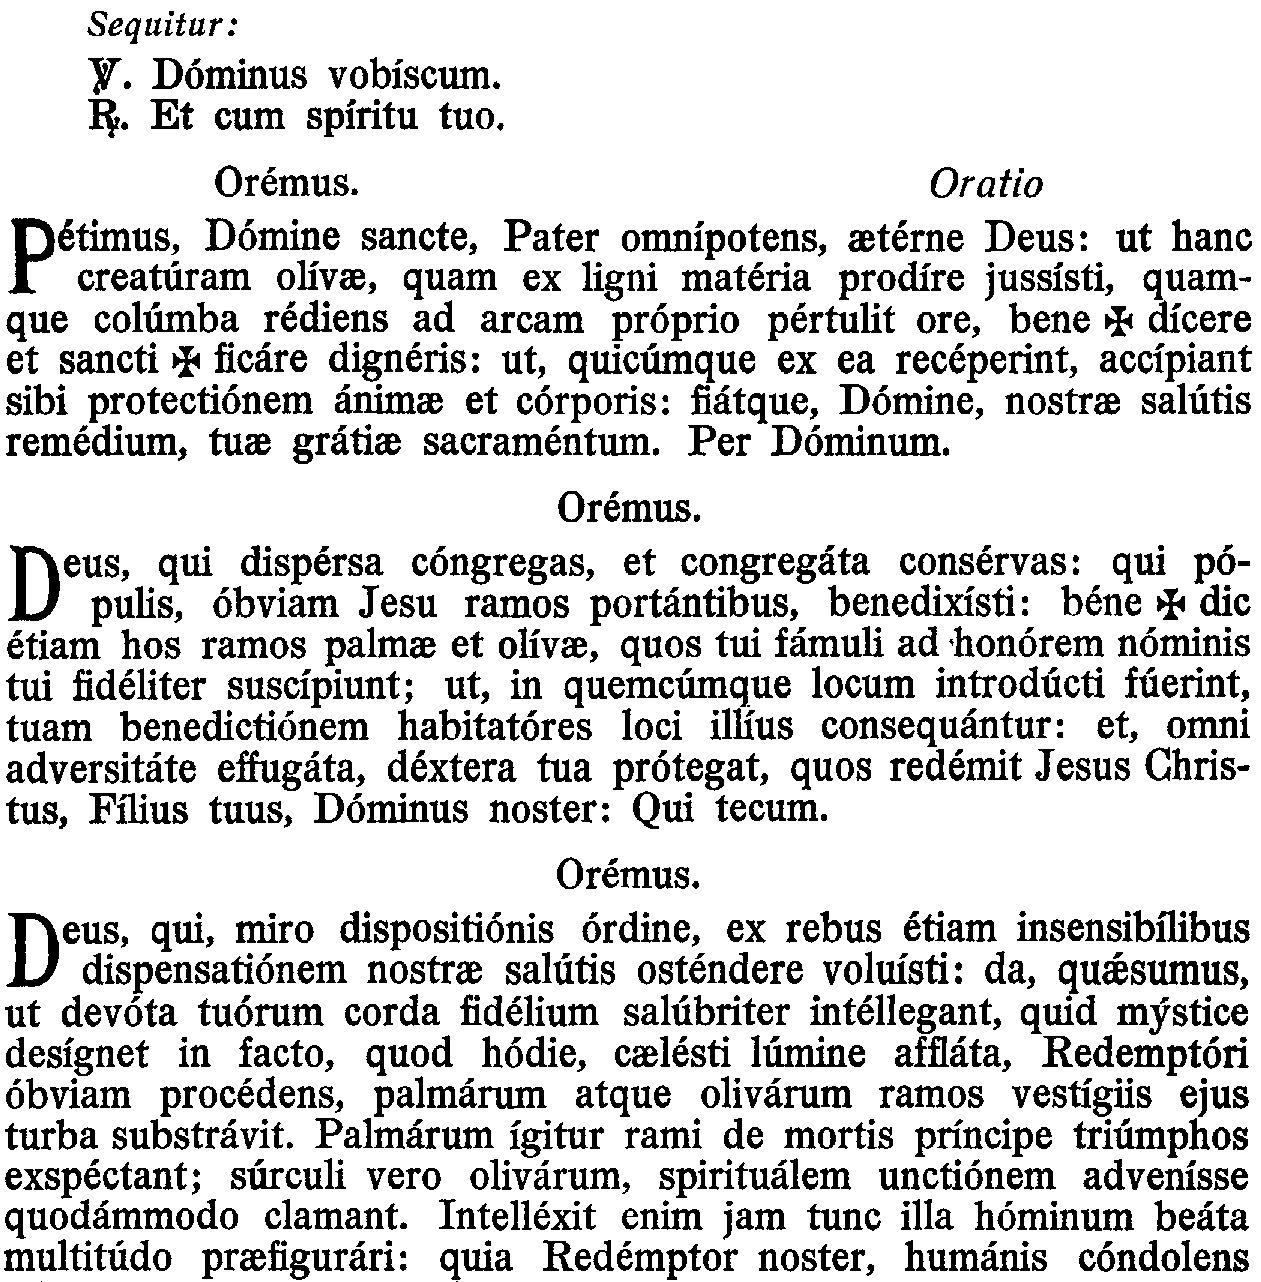 Sequitur:
℣. Dóminus vobíscum.
℟. Et cum spíritu tuo.
Orémus. Oratio
Pétimus, Dómine sancte, Pater omnípotens, ætérne Deus: ut hanc
creatúram olívæ, quam ex ligni matéria prodíre jussísti, quam-
que colúmba rédiens ad arcam próprio pértulit ore, bene ✠ dícere
et sancti ✠ ficáre dignéris: ut, quicúmque ex ea recéperint, accípiant
sibi protectiónem ánimæ et córporis: fiátque, Dómine, nostræ salútis
remédium, tuæ grátiæ sacraméntum. Per Dóminum.
Orémus.
Deus, qui dispérsa cóngregas, et congregáta consérvas: qui pó-
pulis, óbviam Jesu ramos portántibus, benedixísti: béne ✠ dic
étiam hos ramos palmæ et olívæ, quos tui fámuli ad honórem nóminis
tui fidéliter suscípiunt; ut, in quemcúmque locum introdúcti fúerint,
tuam benedictiónem habitatóres loci illíus consequántur: et, omni
adversitáte effugáta, déxtera tua prótegat, quos redémit Jesus Chris-
tus, Fílius tuus, Dóminus noster: Qui tecum.
Orémus.
Deus, qui, miro dispositiónis órdine, ex rebus étiam insensibílibus
dispensatiónem nostræ salútis osténdere voluísti: da, quǽsumus,
ut devóta tuórum corda fidélium salúbriter intéllegant, quid mýstice
desígnet in facto, quod hódie, cælésti lúmine affláta, Redemptóri
óbviam procédens, palmárum atque olivárum ramos vestígiis ejus
turba substrávit. Palmárum ígitur rami de mortis príncipe triúmphos
exspéctant; súrculi vero olivárum, spirituálem unctiónem advenísse
quodámmodo clamant. Intelléxit enim jam tunc illa hóminum beáta
multitúdo præfigurári: quia Redémptor noster, humánis cóndolens